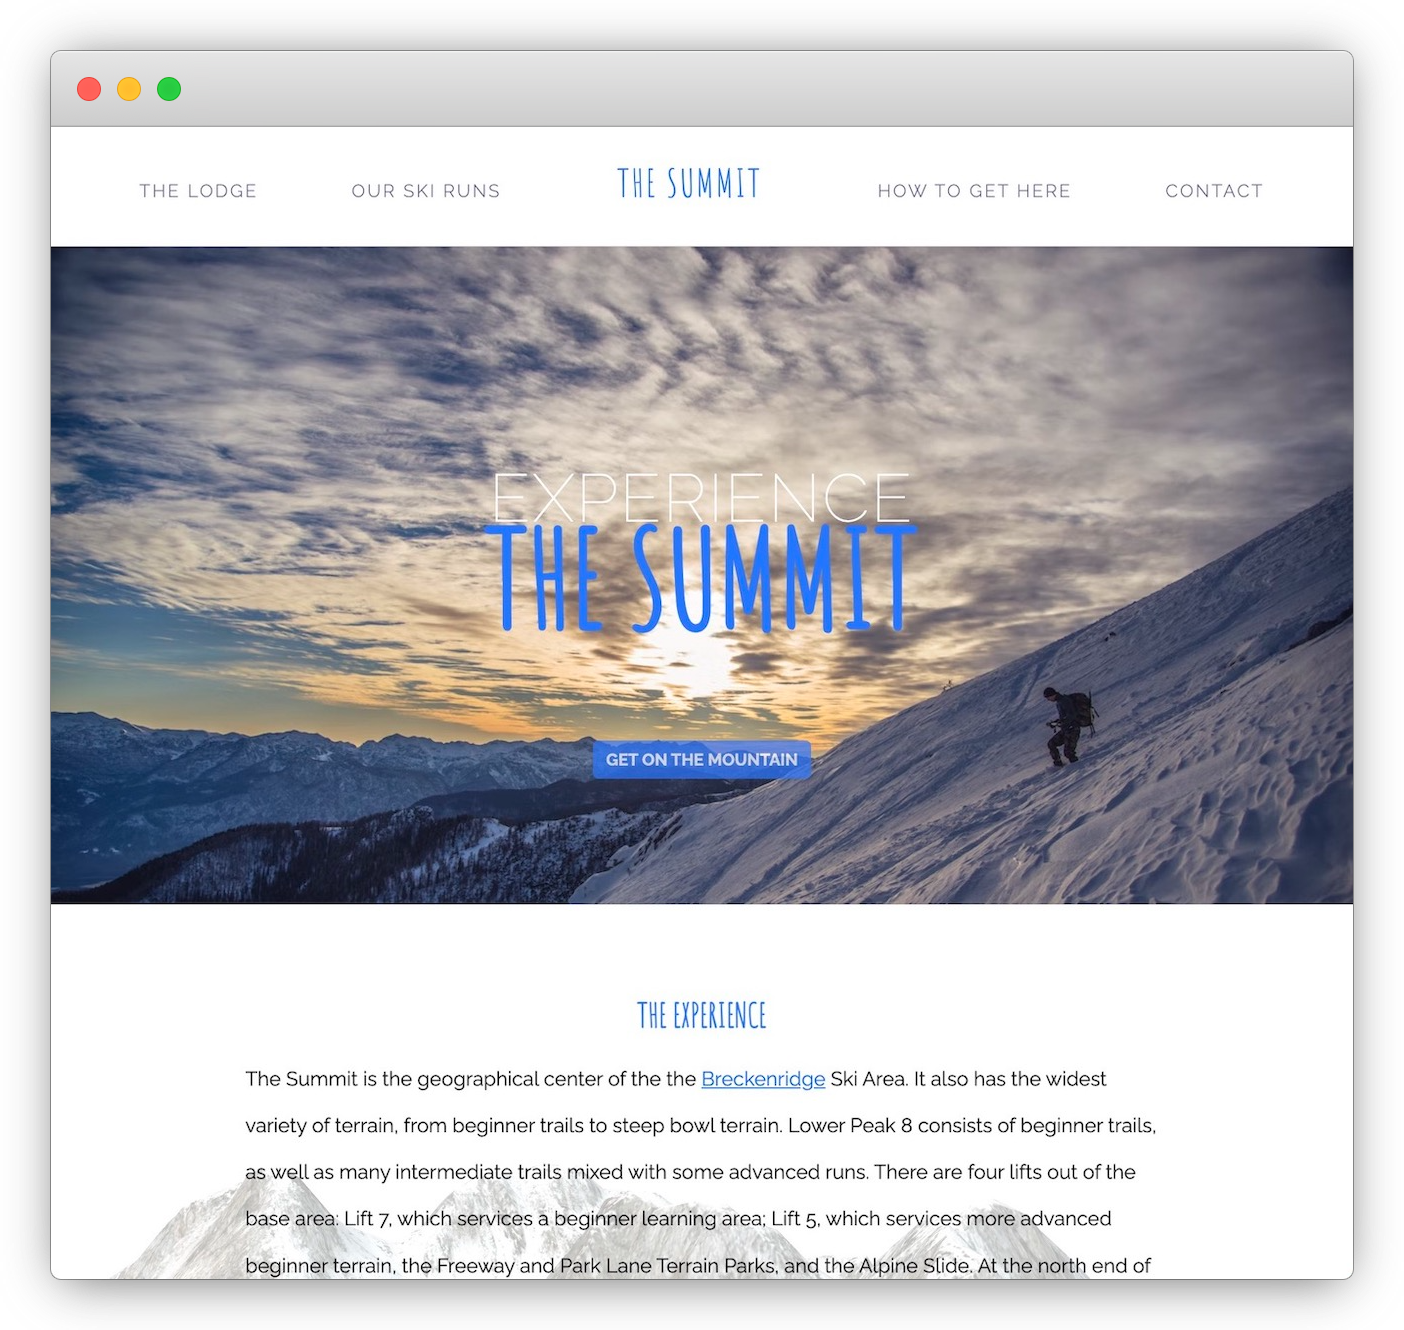 THE LODGE
OUR SKI RUNS
THE SUMMIT
HOW TO GET HERE
CONTACT
EXPERIENCE
THE SUMMIT
GET ON THE MOUNTAIN
THE EXPERIENCE
The Summit is the geographical center of the the Breckenridge Ski Area. It also has the widest
variety of terrain, from beginner trails to steep bowl terrain. Lower Peak 8 consists of beginner trails,
as well as many intermediate trails mixed with some advanced runs. There are four lifts out of the
base area: Lift 7, which services a beginner learning area; Lift 5, which services more advanced
beginner terrain, the Freeway and Park Lane Terrain Parks, and the Alpine Slide. At the north end of